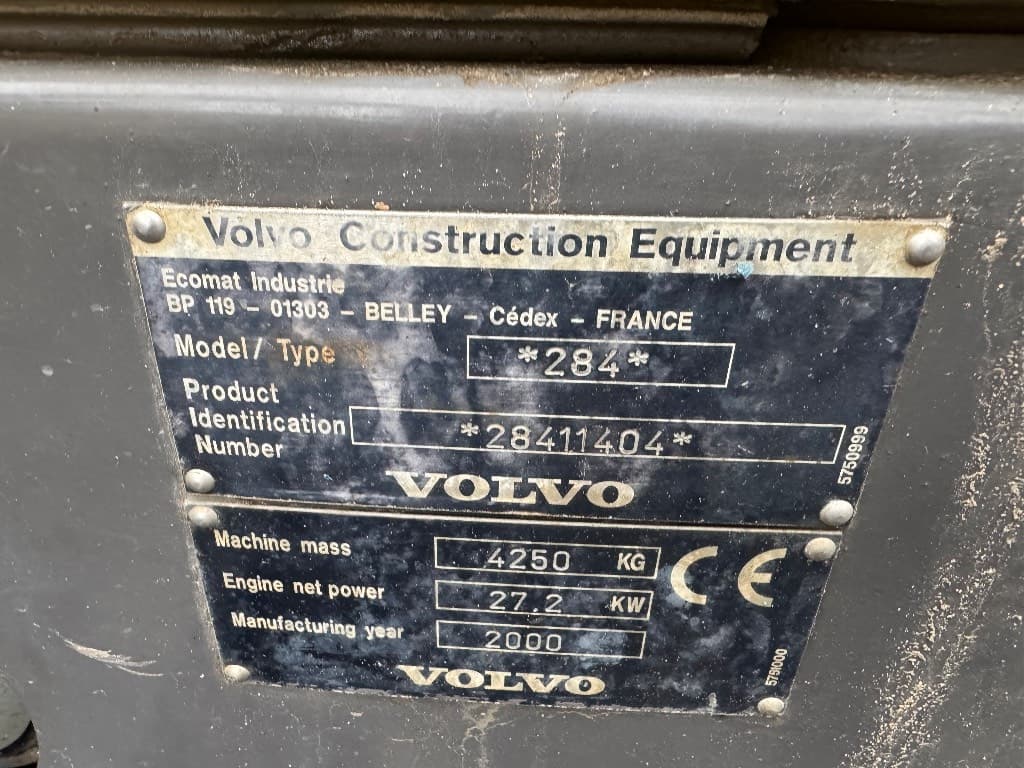 Volvo Construction Equipment
Ecomat Industrie
BP 119 - 01303 - BELLEY - Cédex - FRANCE
Model/ Type *284*
Product
Identification
Number *28411404*
5750999
VOLVO
Machine mass 4250 KG
Engine net power 27.2 KW
Manufacturing year 2000
CE
5751000
VOLVO